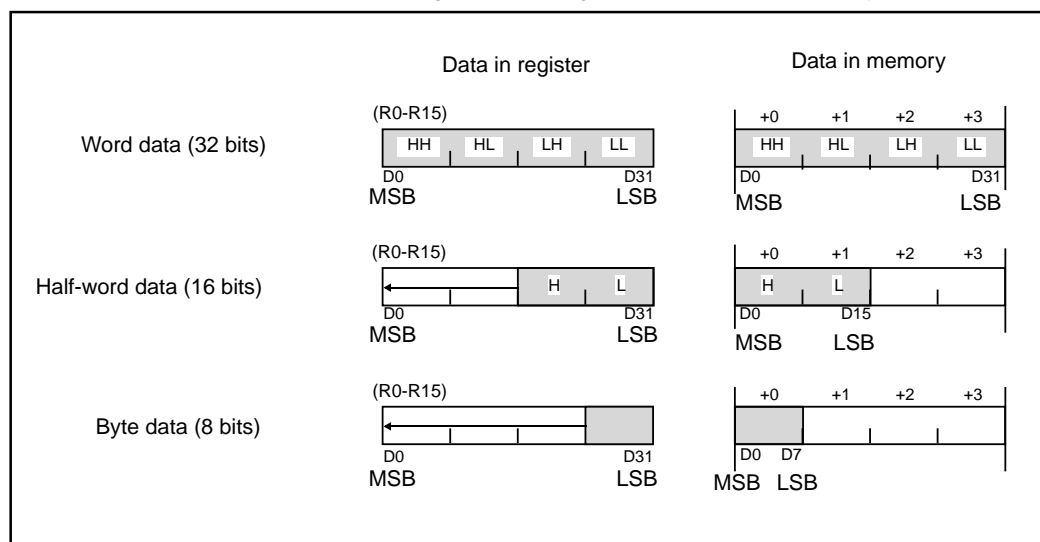 Data in register Data in memory
(R0-R15) +0 +1 +2 +3
Word data (32 bits) HH HL LH LL HH HL LH LL
D0 D31 D0 D31
MSB LSB MSB LSB
(R0-R15) +0 +1 +2 +3
Half-word data (16 bits) H L H L
D0 D31 D0 D15
MSB LSB MSB LSB
(R0-R15) +0 +1 +2 +3
Byte data (8 bits)
D0 D31 D0 D7
MSB LSB MSB LSB